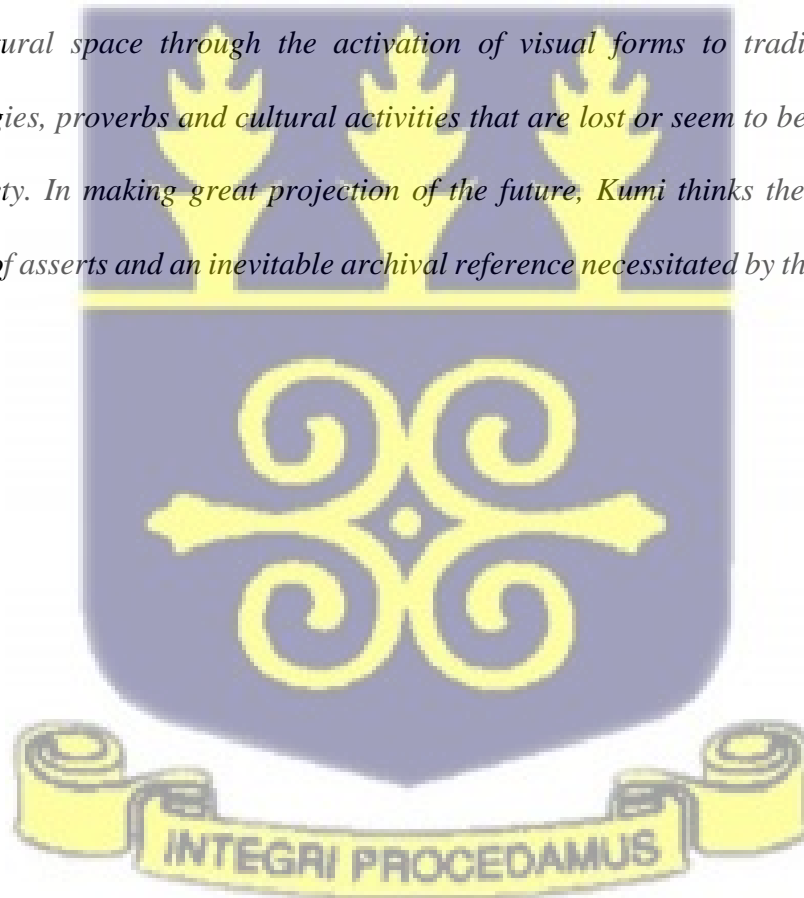 tural space through the activation of visual forms to tradi
gies, proverbs and cultural activities that are lost or seem to be
ty. In making great projection of the future, Kumi thinks the
of asserts and an inevitable archival reference necessitated by th
INTEGRI PROCEDAMUS